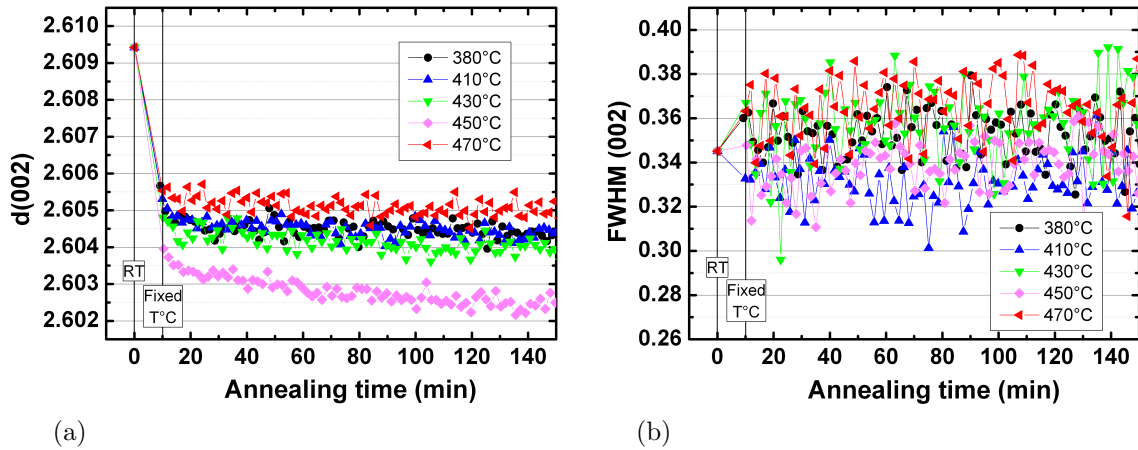 2.610
2.609
2.608
2.607
2.606
2.605
2.604
2.603
2.602
d(002)
380°C
410°C
430°C
450°C
470°C
RT
Fixed
T°C
0 20 40 60 80 100 120 140
Annealing time (min)
(a)
0.40
0.38
0.36
0.34
0.32
0.30
0.28
0.26
FWHM (002)
380°C
410°C
430°C
450°C
470°C
RT
Fixed
T°C
0 20 40 60 80 100 120 140
Annealing time (min)
(b)